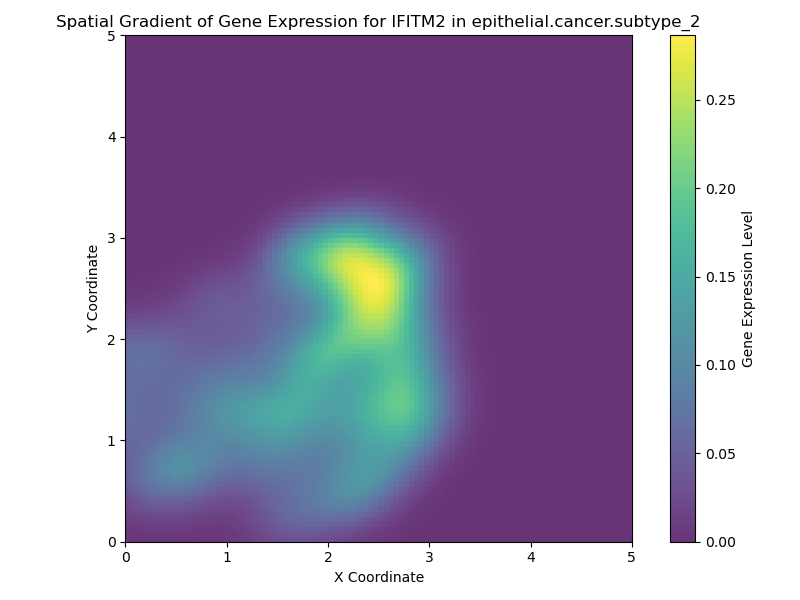 Spatial Gradient of Gene Expression for IFITM2 in epithelial.cancer.subtype_2
5
4
3
2
1
0
0 1 2 3 4 5
X Coordinate
Y Coordinate
0.25
0.20
0.15
0.10
0.05
0.00
Gene Expression Level